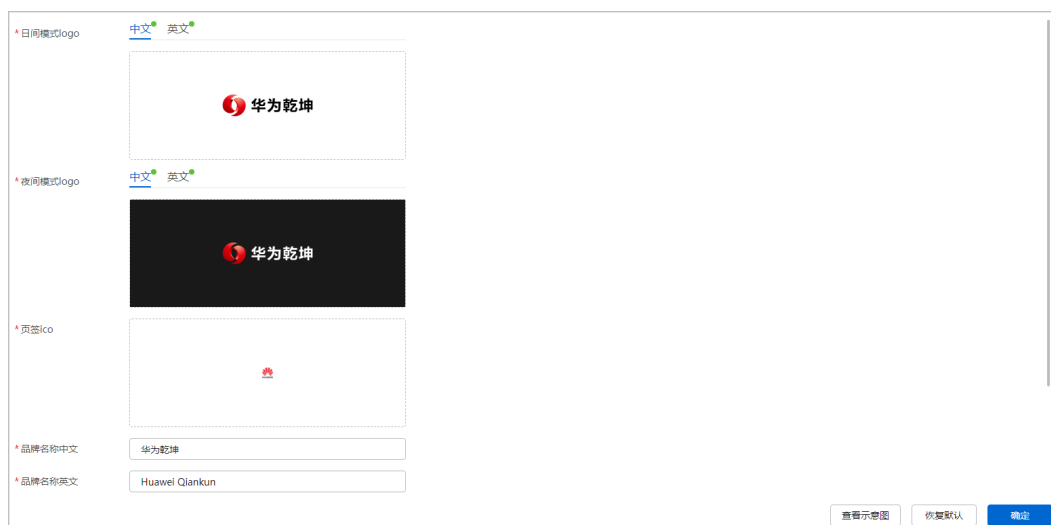 *日间模式logo
中文 英文
华为乾坤
*夜间模式logo
中文 英文
华为乾坤
*页签ico
*品牌名称中文
华为乾坤
*品牌名称英文
Huawei Qiankun
查看示意图 恢复默认 确定